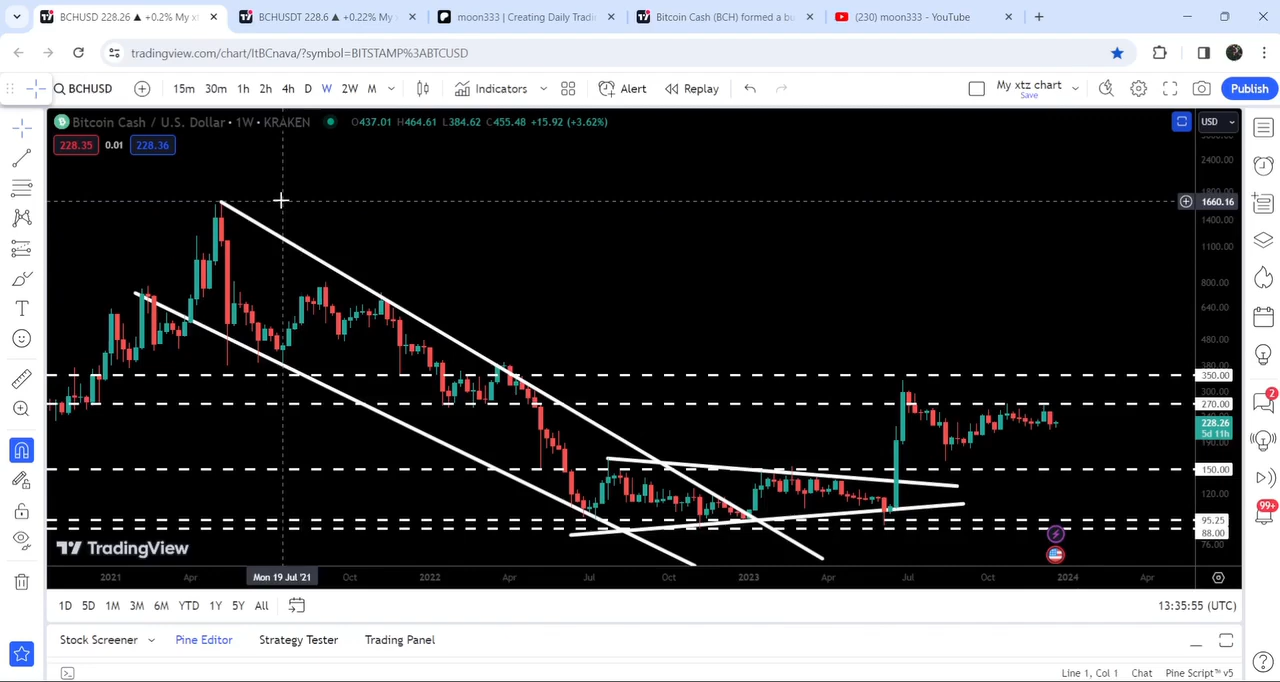 BCHUSD 228.26 ▲ +0.2% My xt
BCHUSDT 228.6 ▲ +0.22% My
moon333 | Creating Daily Tradi
Bitcoin Cash (BCH) formed a bu
(230) moon333 - YouTube
tradingview.com/chart/ltBCnava/?symbol=BITSTAMP%3ABTCUSD
BCHUSD 15m 30m 1h 2h 4h D W 2W M Indicators Alert Replay My xtz chart Save Publish
Bitcoin Cash / U.S. Dollar • 1W • KRAKEN O437.01 H464.61 L384.62 C455.48 +15.92 (+3.62%) USD
228.35 0.01 228.36
2400.00
1660.16
1400.00
1100.00
800.00
640.00
480.00
350.00
300.00
270.00
228.26
5d 11h
150.00
120.00
95.25
88.00
76.00
TradingView
2021 Apr Mon 19 Jul '21 Oct 2022 Apr Jul Oct 2023 Apr Jul Oct 2024 Apr
1D 5D 1M 3M 6M YTD 1Y 5Y All 13:35:55 (UTC)
Stock Screener Pine Editor Strategy Tester Trading Panel
Line 1, Col 1 Chat Pine Script™ v5
2
99+